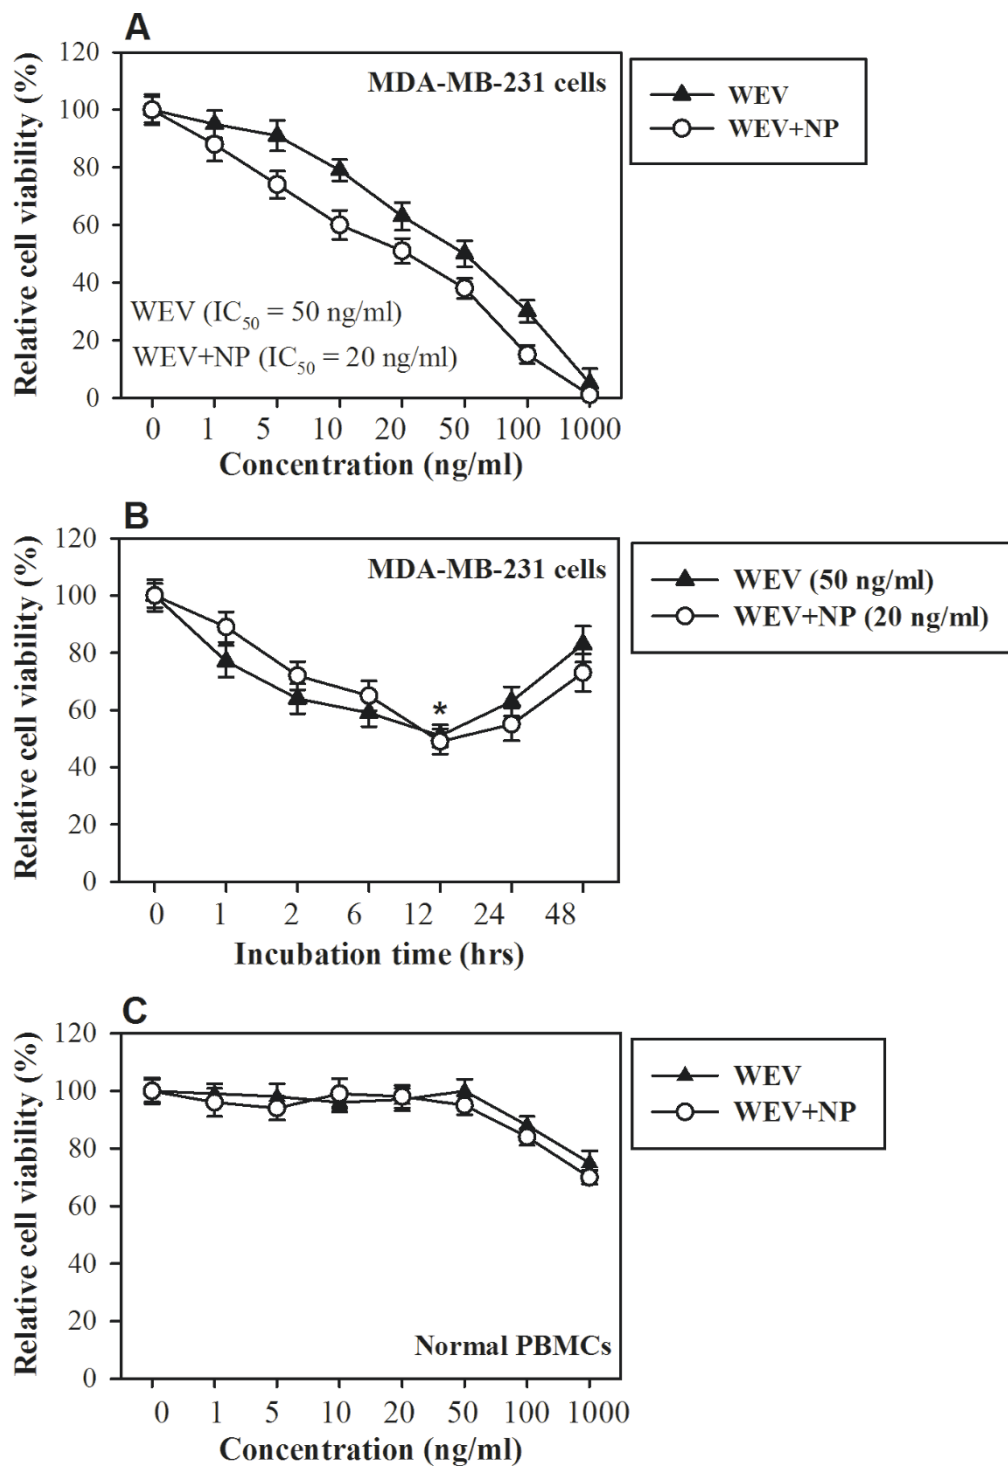 A
Relative cell viability (%)
120
100
80
60
40
20
0
MDA-MB-231 cells
WEV
WEV+NP
WEV (IC50 = 50 ng/ml)
WEV+NP (IC50 = 20 ng/ml)
0 1 5 10 20 50 100 1000
Concentration (ng/ml)
B
Relative cell viability (%)
120
100
80
60
40
20
0
MDA-MB-231 cells
WEV (50 ng/ml)
WEV+NP (20 ng/ml)
*
0 1 2 6 12 24 48
Incubation time (hrs)
C
Relative cell viability (%)
120
100
80
60
40
20
0
WEV
WEV+NP
Normal PBMCs
0 1 5 10 20 50 100 1000
Concentration (ng/ml)